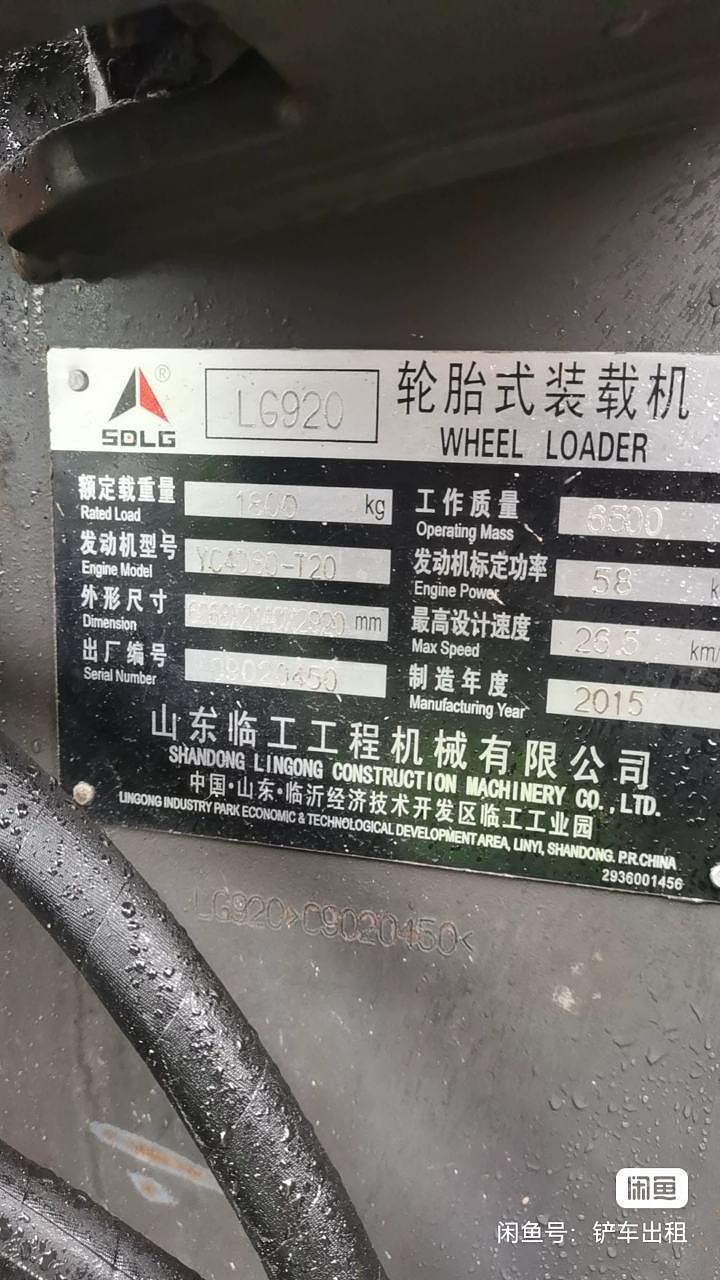 SDLG ® LG920 轮胎式装载机
WHEEL LOADER
额定载重量 1800 kg 工作质量 6500
Rated Load Operating Mass
发动机型号 发动机标定功率 58
Engine Model Engine Power
外形尺寸 mm 最高设计速度 26.5 km/
Dimension Max Speed
出厂编号 制造年度 2015
Serial Number Manufacturing Year
山东临工工程机械有限公司
SHANDONG LINGONG CONSTRUCTION MACHINERY CO.,LTD.
中国·山东·临沂经济技术开发区临工工业园
LINGONG INDUSTRY PARK ECONOMIC & TECHNOLOGICAL DEVELOPMENT AREA, LINYI, SHANDONG. P.R.CHINA
2936001456
LG920>C9020450<
闲鱼
闲鱼号：铲车出租